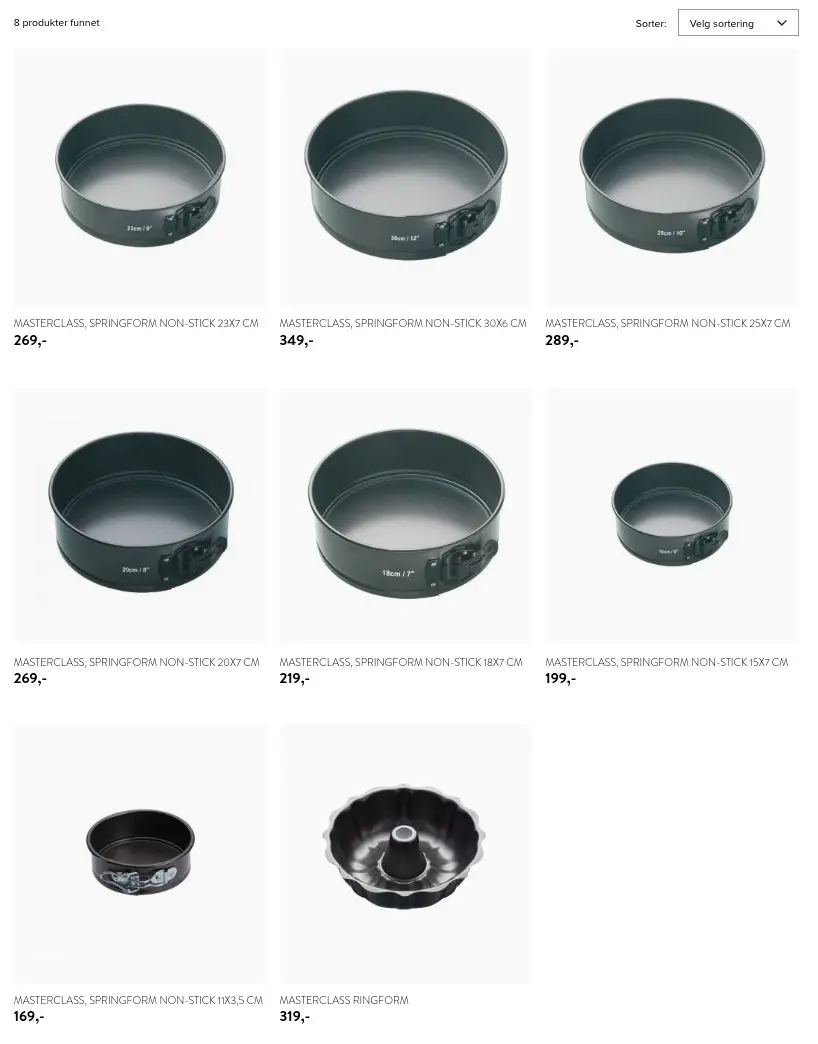 8 produkter funnet
Sorter:
Velg sortering
23cm / 9"
30cm / 12"
25cm / 10"
MASTERCLASS, SPRINGFORM NON-STICK 23X7 CM
269,-
MASTERCLASS, SPRINGFORM NON-STICK 30X6 CM
349,-
MASTERCLASS, SPRINGFORM NON-STICK 25X7 CM
289,-
20cm / 8"
18cm / 7"
15cm / 6"
MASTERCLASS, SPRINGFORM NON-STICK 20X7 CM
269,-
MASTERCLASS, SPRINGFORM NON-STICK 18X7 CM
219,-
MASTERCLASS, SPRINGFORM NON-STICK 15X7 CM
199,-
MASTERCLASS, SPRINGFORM NON-STICK 11X3,5 CM
169,-
MASTERCLASS RINGFORM
319,-